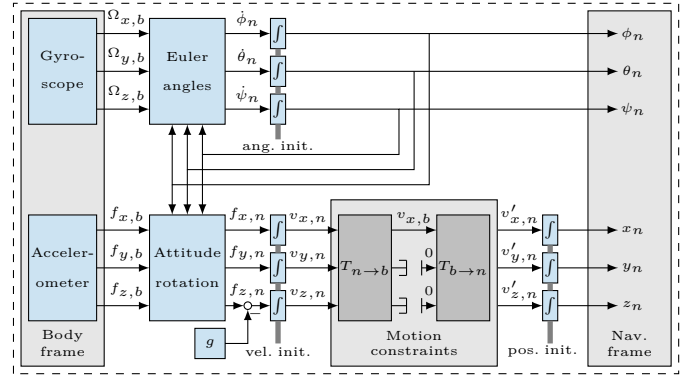 Ω_{x,b}
Ω_{y,b}
Ω_{z,b}
Gyro-
scope
Euler
angles
ϕ̇_n
θ̇_n
ψ̇_n
∫
∫
∫
ang. init.
ϕ_n
θ_n
ψ_n
f_{x,b}
f_{y,b}
f_{z,b}
Acceler-
ometer
Attitude
rotation
f_{x,n}
f_{y,n}
f_{z,n}
−
g
∫
∫
∫
vel. init.
v_{x,n}
v_{y,n}
v_{z,n}
T_{n→b}
v_{x,b}
0
0
T_{b→n}
Motion
constraints
v′_{x,n}
v′_{y,n}
v′_{z,n}
∫
∫
∫
pos. init.
x_n
y_n
z_n
Body
frame
Nav.
frame